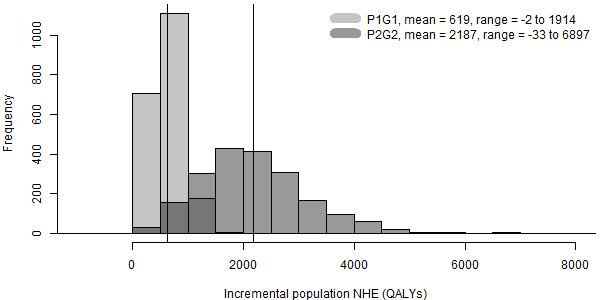 P1G1, mean = 619, range = -2 to 1914
P2G2, mean = 2187, range = -33 to 6897
Frequency
1000
800
600
400
200
0
0 2000 4000 6000 8000
Incremental population NHE (QALYs)